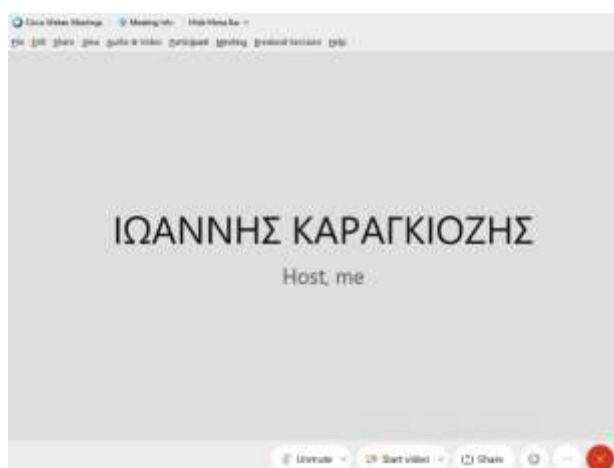 Cisco Webex Meetings Meeting Info Hide Menu Bar
File Edit Share View Audio & Video Participant Meeting Breakout Sessions Help
ΙΩΑΝΝΗΣ ΚΑΡΑΓΚΙΟΖΗΣ
Host, me
Unmute Start video Share